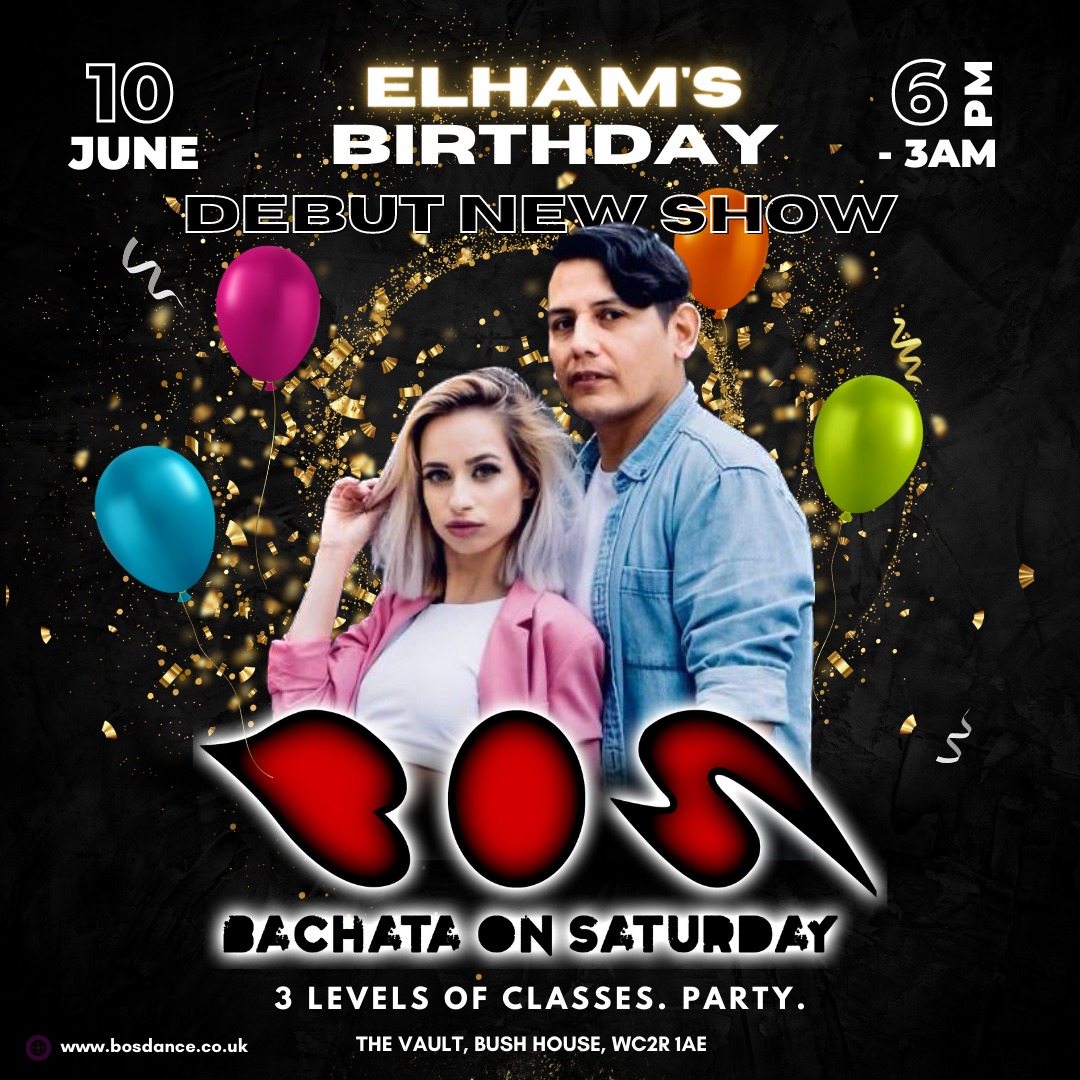 10
JUNE
ELHAM'S
BIRTHDAY
6 PM
- 3AM
DEBUT NEW SHOW
BOS
BACHATA ON SATURDAY
3 LEVELS OF CLASSES. PARTY.
www.bosdance.co.uk
THE VAULT, BUSH HOUSE, WC2R 1AE